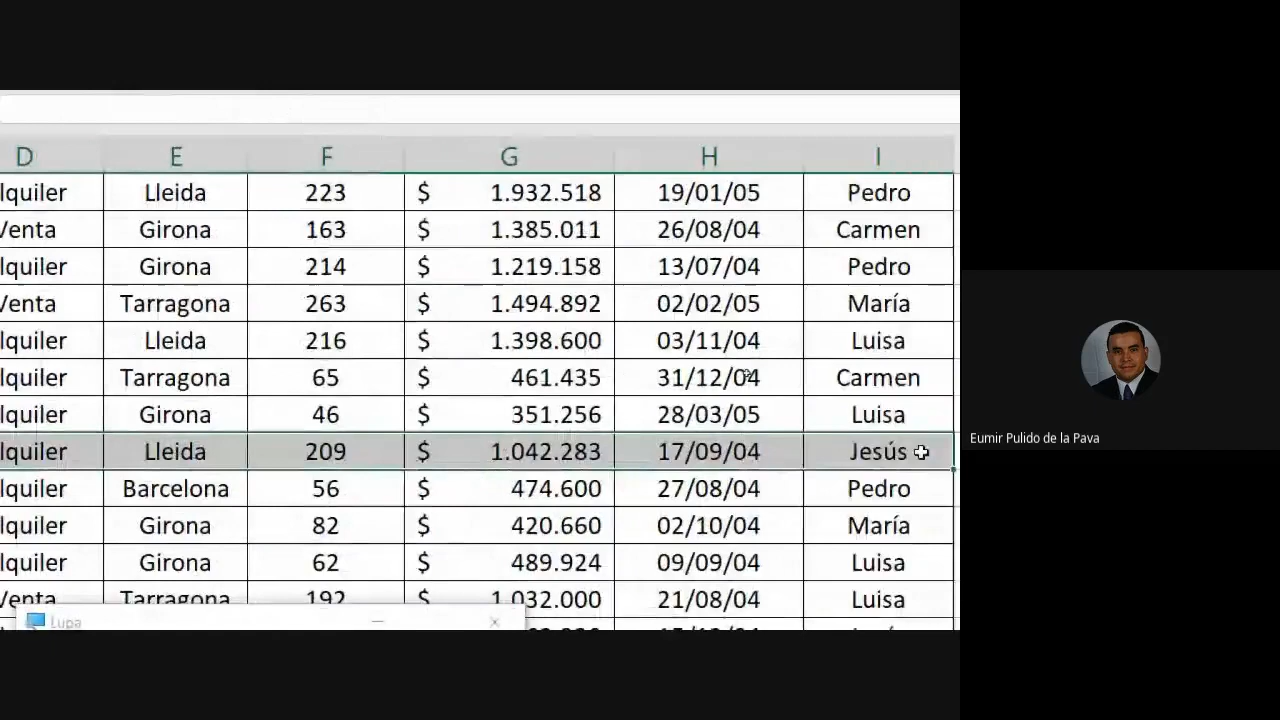 D E F G H I
lquiler Lleida 223 $ 1.932.518 19/01/05 Pedro
Venta Girona 163 $ 1.385.011 26/08/04 Carmen
lquiler Girona 214 $ 1.219.158 13/07/04 Pedro
Venta Tarragona 263 $ 1.494.892 02/02/05 María
lquiler Lleida 216 $ 1.398.600 03/11/04 Luisa
lquiler Tarragona 65 $ 461.435 31/12/04 Carmen
lquiler Girona 46 $ 351.256 28/03/05 Luisa
Eumir Pulido de la Pava
lquiler Lleida 209 $ 1.042.283 17/09/04 Jesús
lquiler Barcelona 56 $ 474.600 27/08/04 Pedro
lquiler Girona 82 $ 420.660 02/10/04 María
lquiler Girona 62 $ 489.924 09/09/04 Luisa
Venta Tarragona 192 $ 1.032.000 21/08/04 Luisa
Lupa